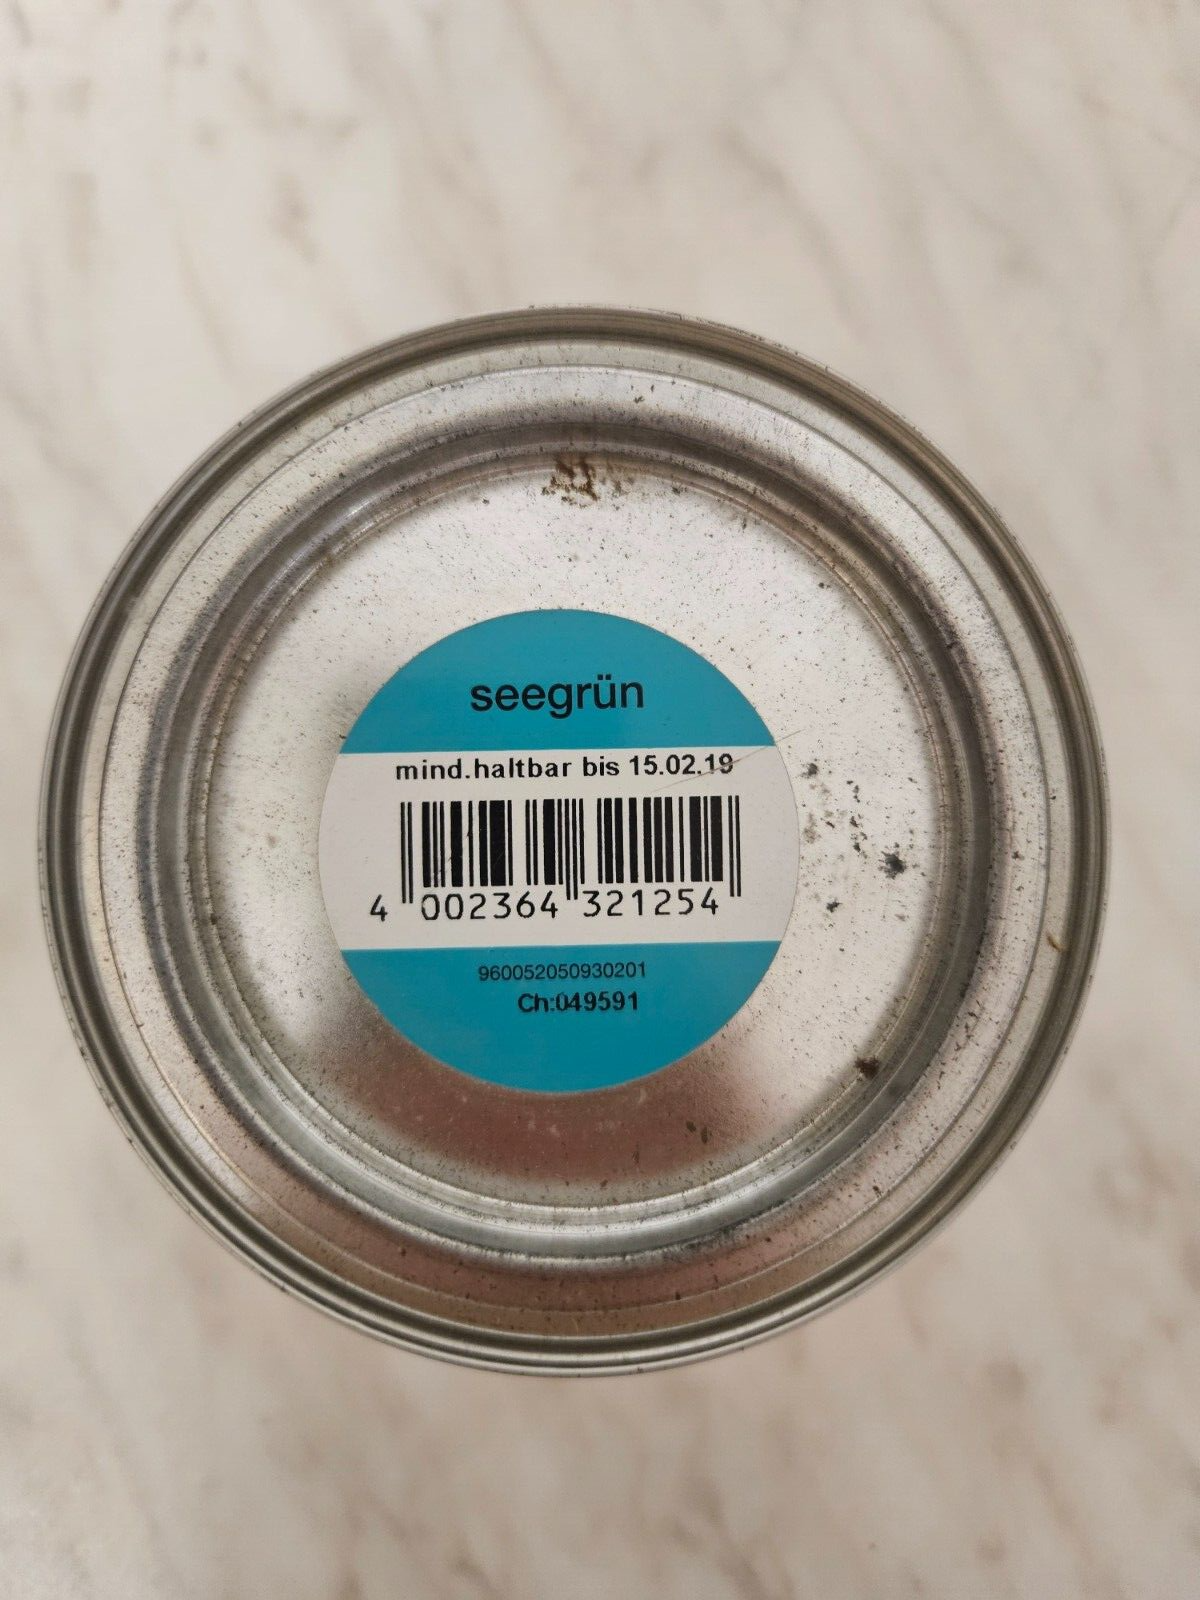 seegrün
mind.haltbar bis 15.02.19
4 002364 321254
960052050930201
Ch:049591